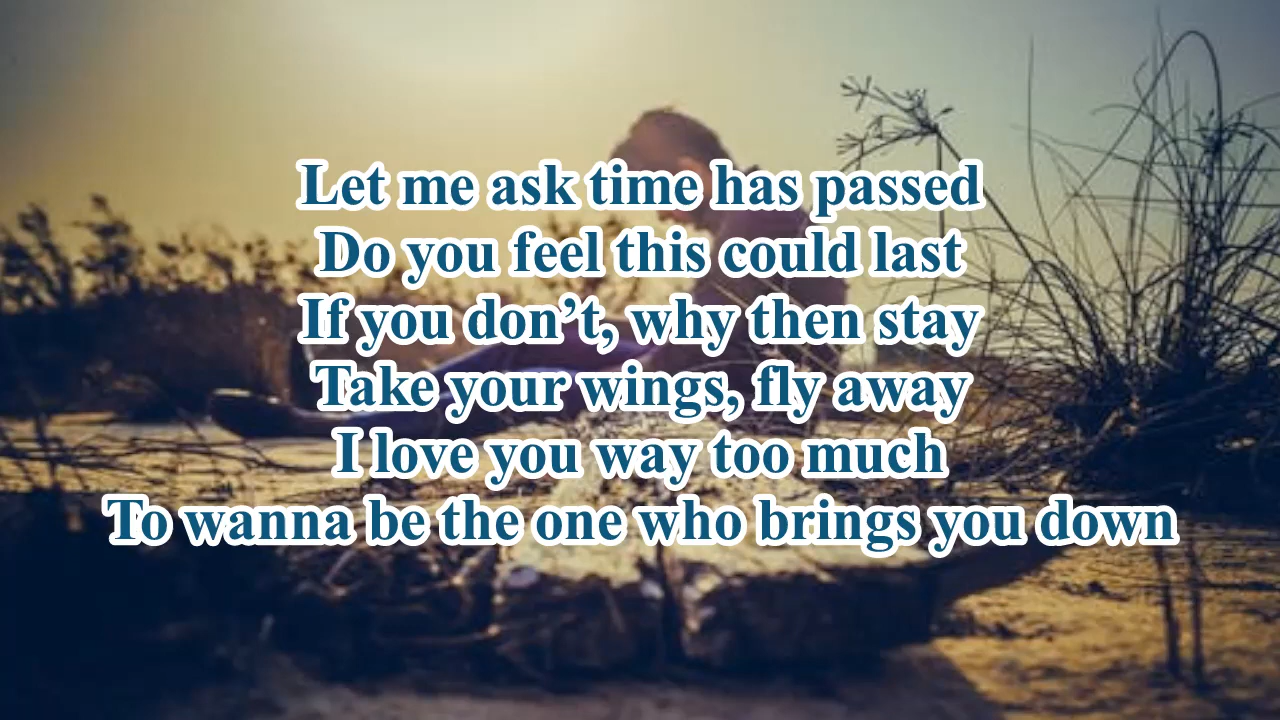 Let me ask time has passed
Do you feel this could last
If you don’t, why then stay
Take your wings, fly away
I love you way too much
To wanna be the one who brings you down